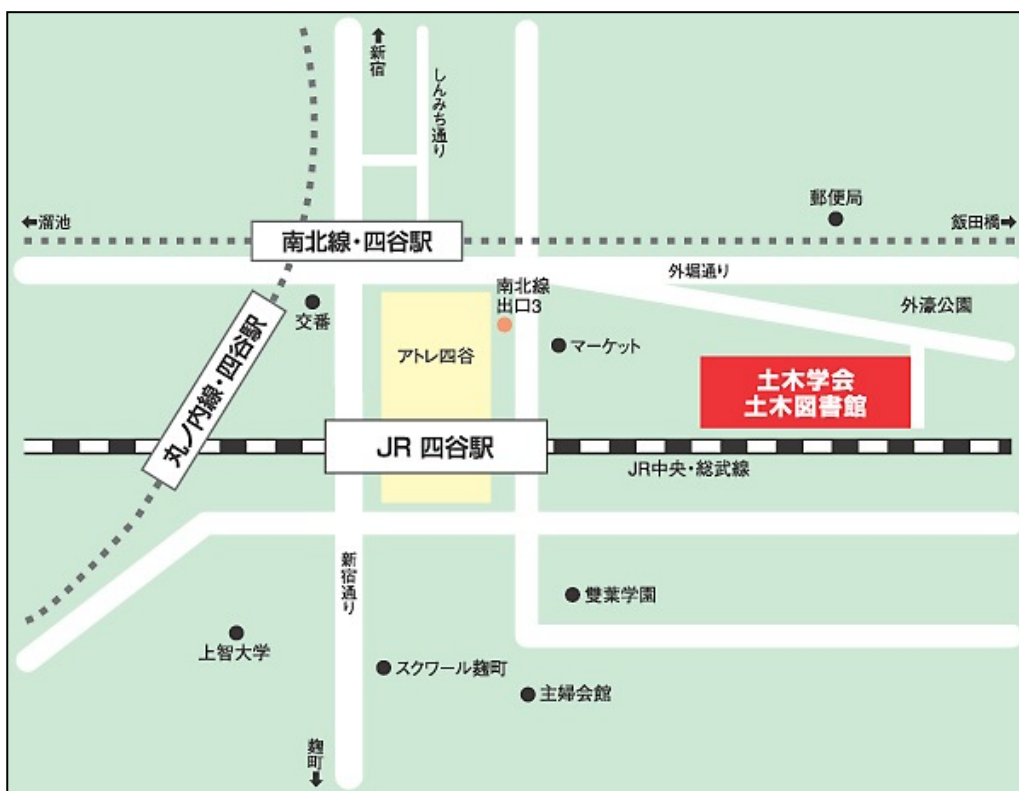 新宿
しんみち通り
郵便局
溜池
飯田橋
南北線・四谷駅
外堀通り
南北線
出口3
外濠公園
交番
アトレ四谷
マーケット
丸ノ内線・四谷駅
土木学会
土木図書館
JR 四谷駅
JR中央・総武線
新宿通り
雙葉学園
上智大学
スクワール麹町
主婦会館
麹町